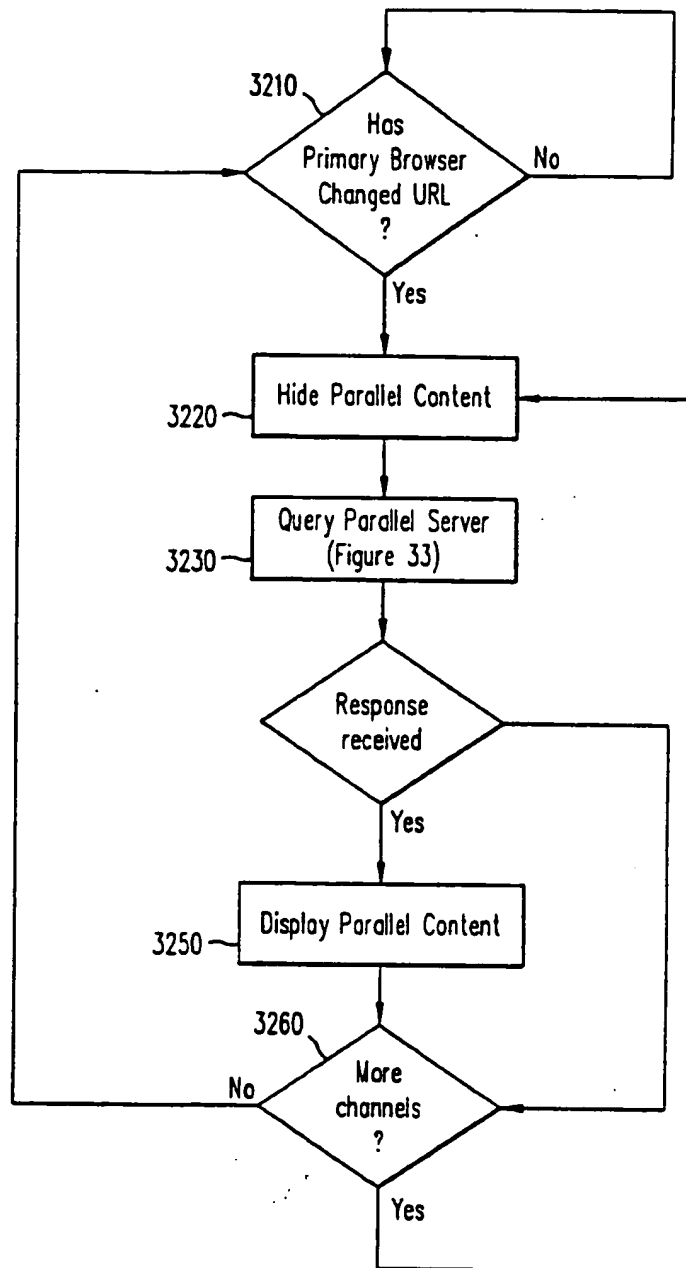 3210
Has
Primary Browser
Changed URL
?
No
Yes
Hide Parallel Content
3220
Query Parallel Server
(Figure 33)
3230
Response
received
Yes
Display Parallel Content
3250
3260
More
channels
?
No
Yes